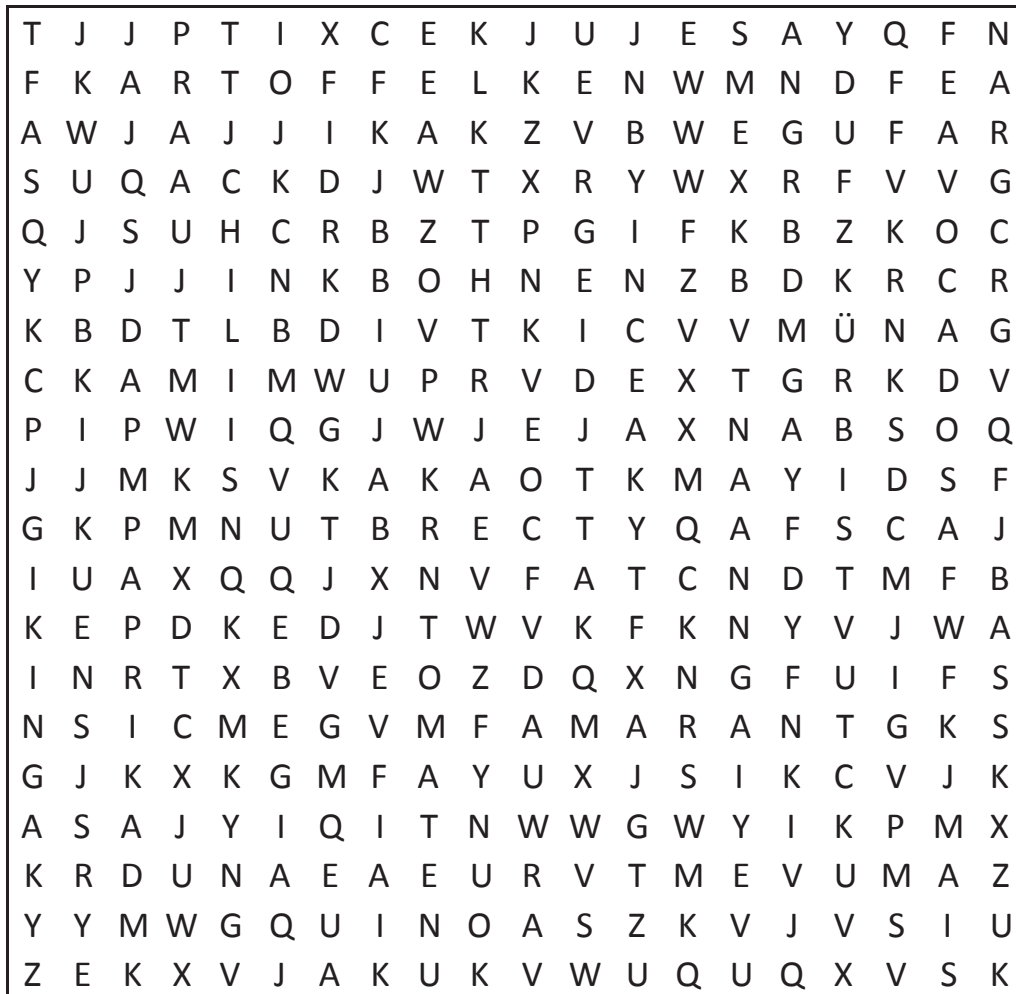 T J J P T I X C E K J U J E S A Y Q F N
F K A R T O F F E L K E N W M N D F E A
A W J A J J I K A K Z V B W E G U F A R
S U Q A C K D J W T X R Y W X R F V V G
Q J S U H C R B Z T P G I F K B Z K O C
Y P J J I N K B O H N E N Z B D K R C R
K B D T L B D I V T K I C V V M Ü N A G
C K A M I M W U P R V D E X T G R K D V
P I P W I Q G J W J E J A X N A B S O Q
J J M K S V K A K A O T K M A Y I D S F
G K P M N U T B R E C T Y Q A F S C A J
I U A X Q Q J X N V F A T C N D T M F B
K E P D K E D J T W V K F K N Y V J W A
I N R T X B V E O Z D Q X N G F U I F S
N S I C M E G V M F A M A R A N T G K S
G J K X K G M F A Y U X J S I K C V J K
A S A J Y I Q I T N W W G W Y I K P M X
K R D U N A E A E U R V T M E V U M A Z
Y Y M W G Q U I N O A S Z K V J V S I U
Z E K X V J A K U K V W U Q U Q X V S K